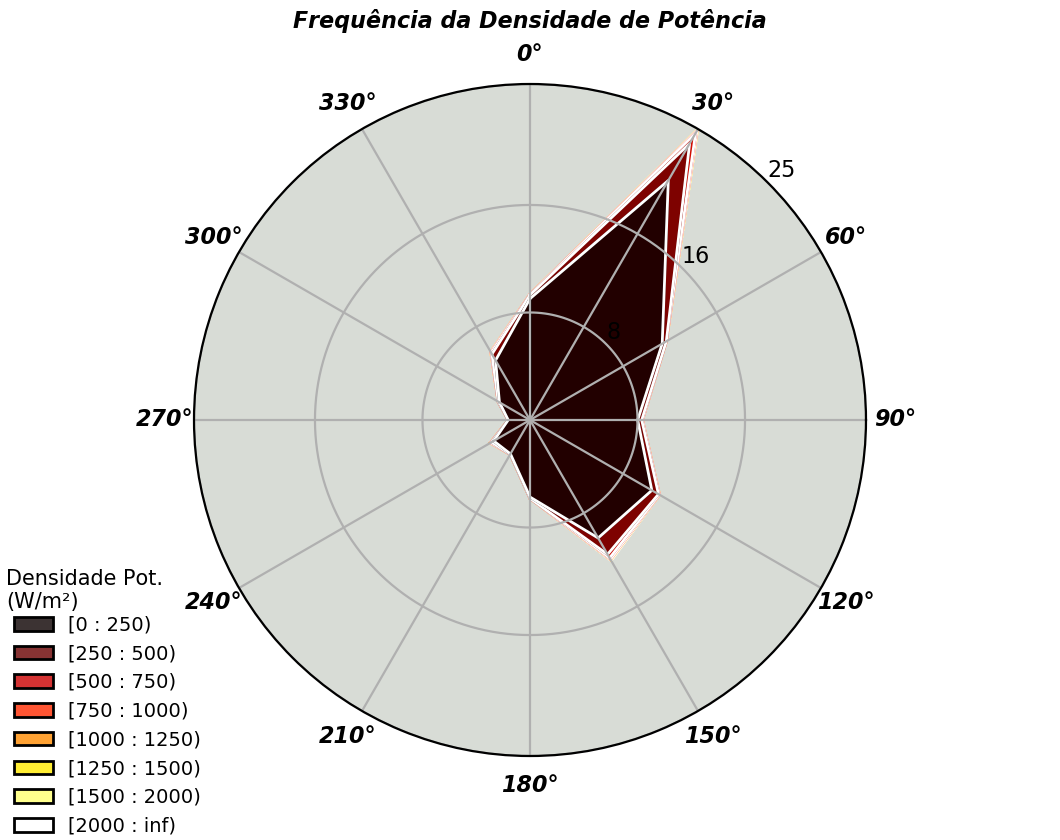 Frequência da Densidade de Potência
0°
30°
60°
90°
120°
150°
180°
210°
240°
270°
300°
330°
8
16
25
Densidade Pot.
(W/m²)
[0 : 250)
[250 : 500)
[500 : 750)
[750 : 1000)
[1000 : 1250)
[1250 : 1500)
[1500 : 2000)
[2000 : inf)